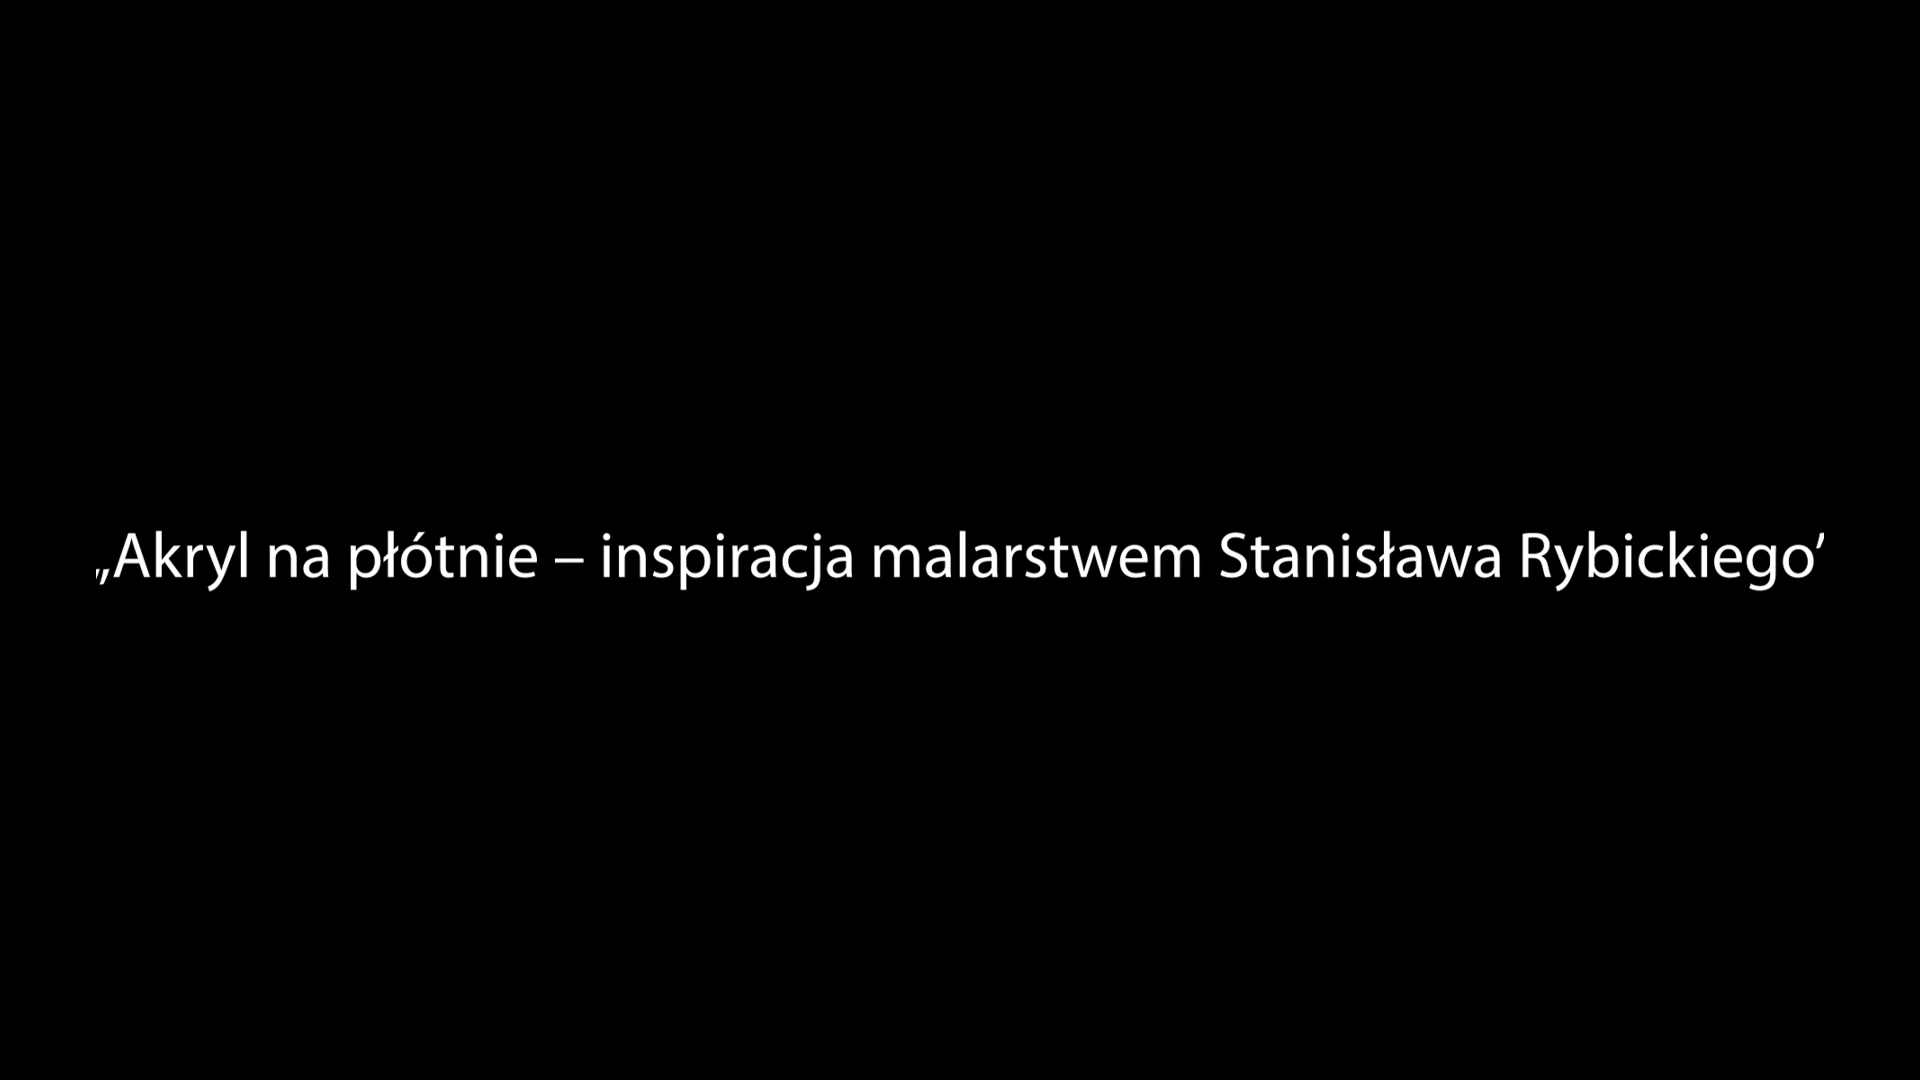 „Akryl na płótnie – inspiracja malarstwem Stanisława Rybickiego”